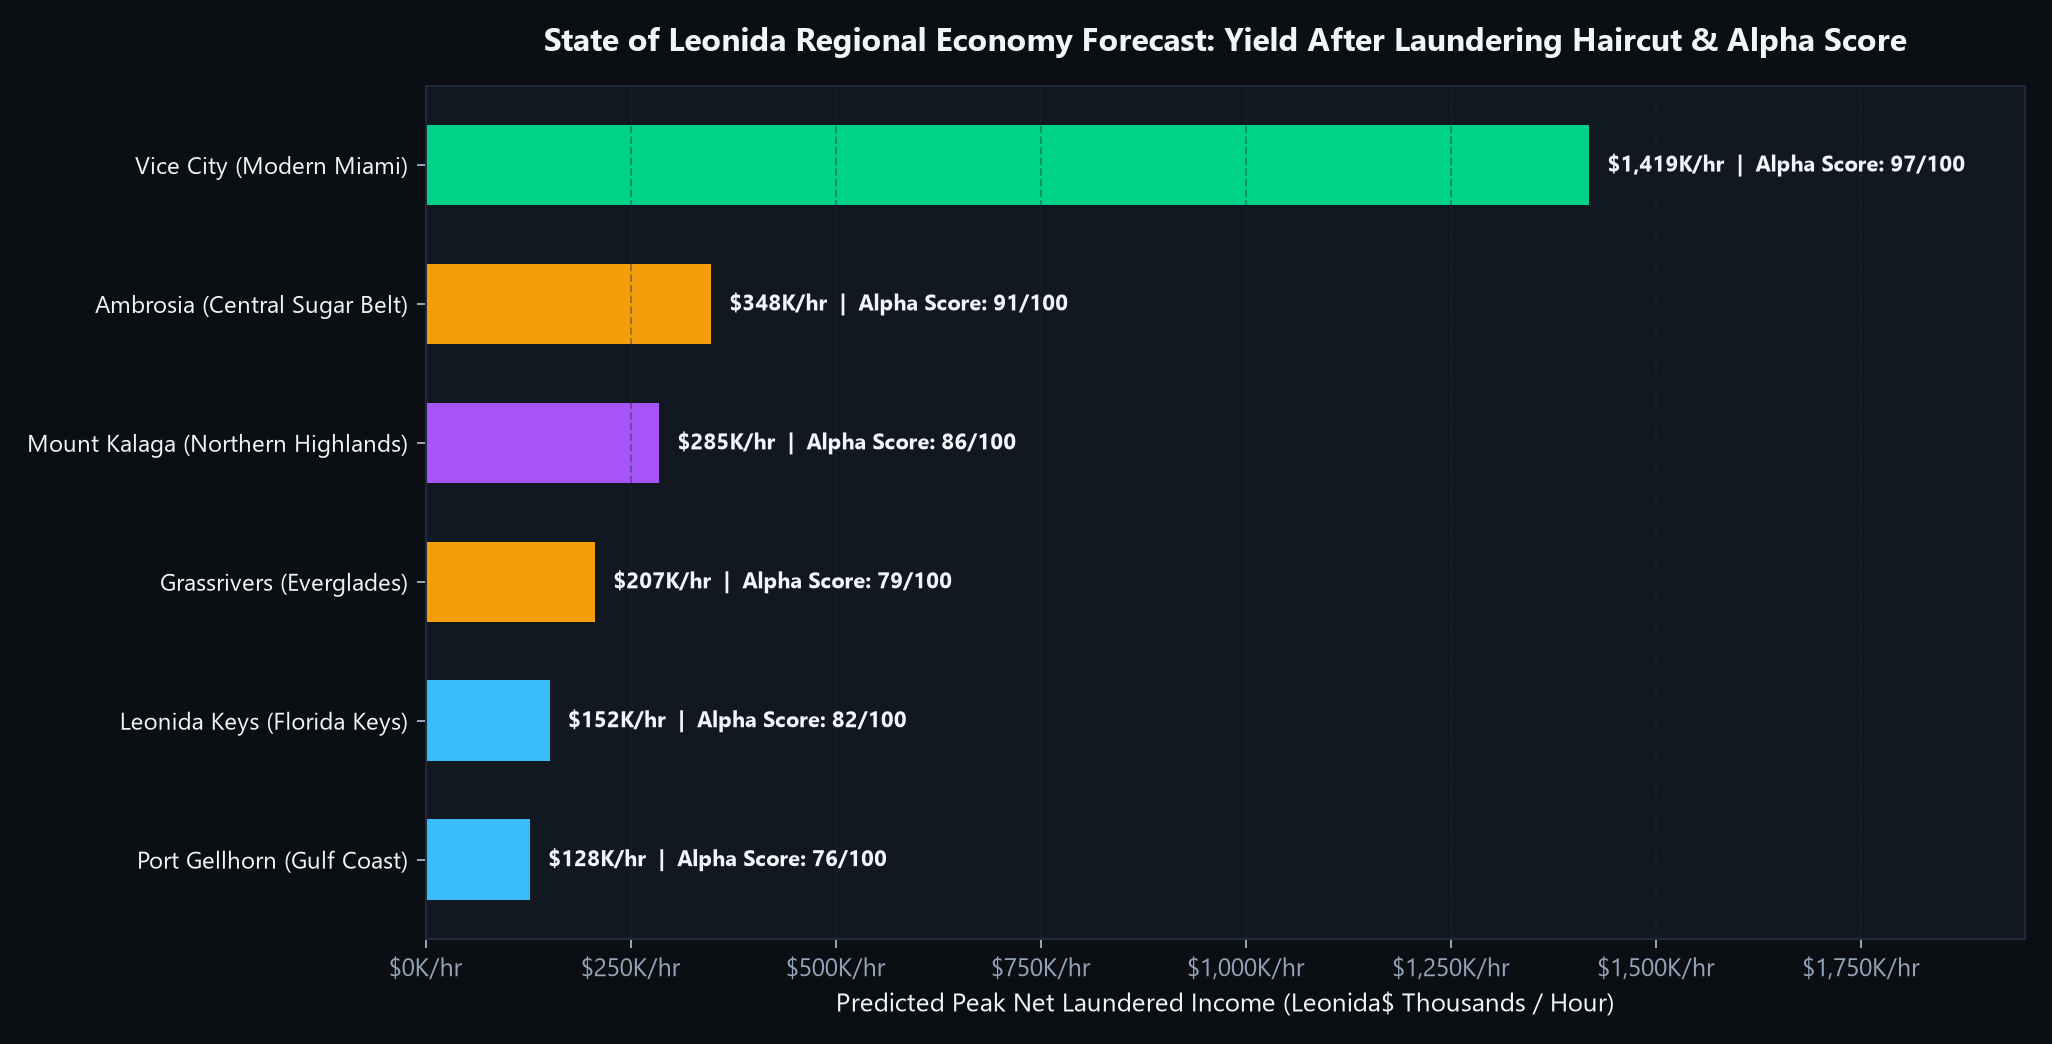 State of Leonida Regional Economy Forecast: Yield After Laundering Haircut & Alpha Score
Vice City (Modern Miami)
$1,419K/hr | Alpha Score: 97/100
Ambrosia (Central Sugar Belt)
$348K/hr | Alpha Score: 91/100
Mount Kalaga (Northern Highlands)
$285K/hr | Alpha Score: 86/100
Grassrivers (Everglades)
$207K/hr | Alpha Score: 79/100
Leonida Keys (Florida Keys)
$152K/hr | Alpha Score: 82/100
Port Gellhorn (Gulf Coast)
$128K/hr | Alpha Score: 76/100
$0K/hr $250K/hr $500K/hr $750K/hr $1,000K/hr $1,250K/hr $1,500K/hr $1,750K/hr
Predicted Peak Net Laundered Income (Leonida$ Thousands / Hour)